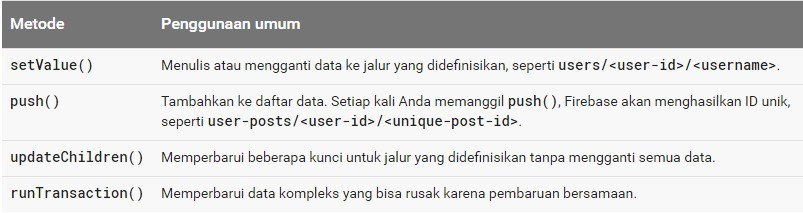 Metode Penggunaan umum
setValue() Menulis atau mengganti data ke jalur yang didefinisikan, seperti users/<user-id>/<username>.
push() Tambahkan ke daftar data. Setiap kali Anda memanggil push(), Firebase akan menghasilkan ID unik,
seperti user-posts/<user-id>/<unique-post-id>.
updateChildren() Memperbarui beberapa kunci untuk jalur yang didefinisikan tanpa mengganti semua data.
runTransaction() Memperbarui data kompleks yang bisa rusak karena pembaruan bersamaan.